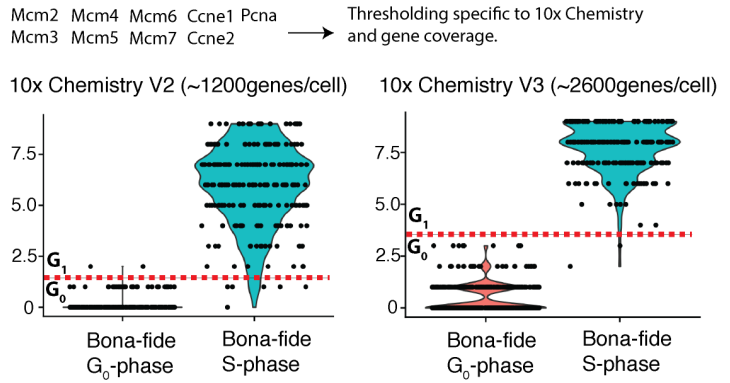 Mcm2 Mcm4 Mcm6 Ccne1 Pcna
Mcm3 Mcm5 Mcm7 Ccne2
Thresholding specific to 10x Chemistry
and gene coverage.
10x Chemistry V2 (~1200genes/cell)
7.5
5.0
2.5
0
G₁
G₀
Bona-fide
G₀-phase
Bona-fide
S-phase
10x Chemistry V3 (~2600genes/cell)
7.5
5.0
2.5
0
G₁
G₀
Bona-fide
G₀-phase
Bona-fide
S-phase